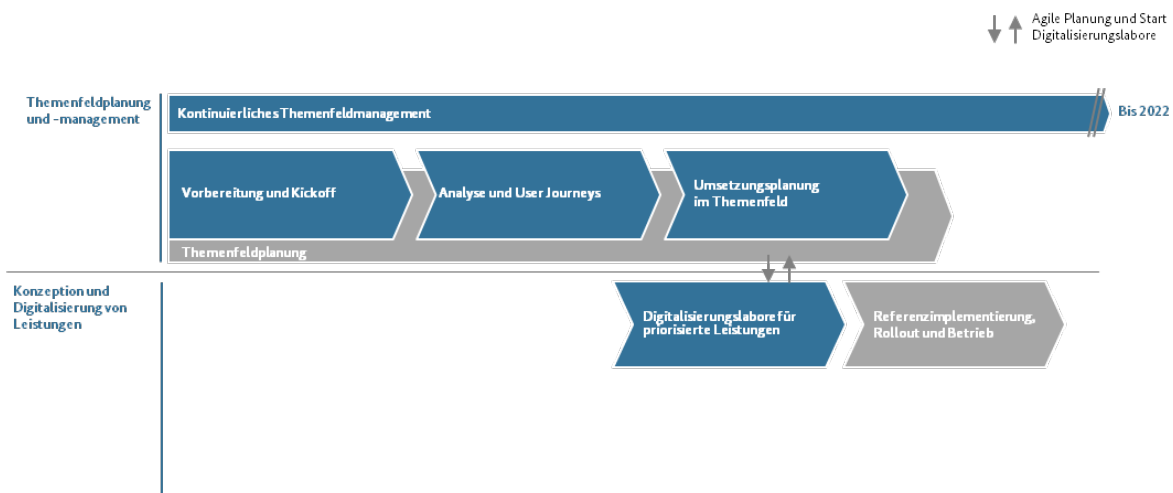 Agile Planung und Start
Digitalisierungslabore
Themenfeldplanung
und -management
Kontinuierliches Themenfeldmanagement
Bis 2022
Vorbereitung und Kickoff
Analyse und User Journeys
Umsetzungsplanung
im Themenfeld
Themenfeldplanung
Konzeption und
Digitalisierung von
Leistungen
Digitalisierungslabore für
priorisierte Leistungen
Referenzimplementierung,
Rollout und Betrieb